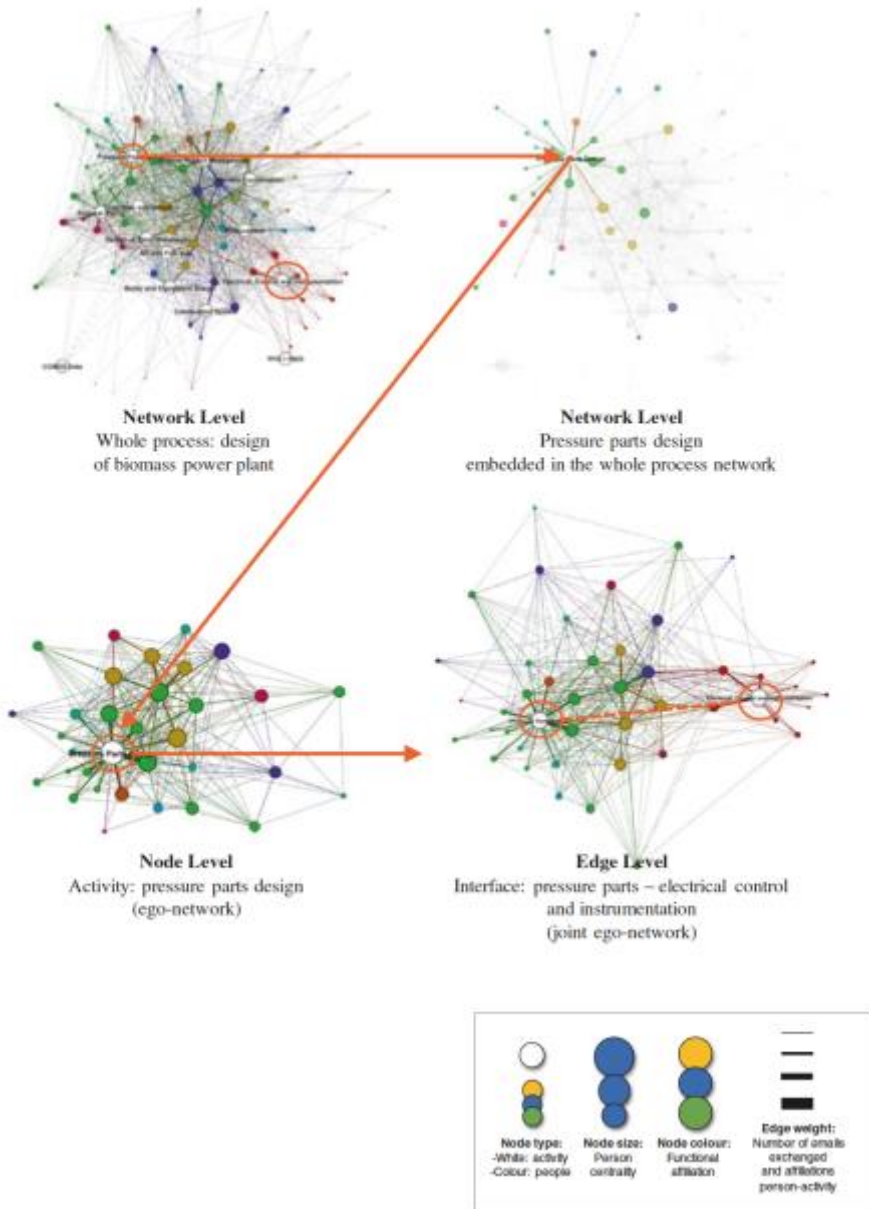 Network Level
Whole process: design
of biomass power plant
Network Level
Pressure parts design
embedded in the whole process network
Node Level
Activity: pressure parts design
(ego-network)
Edge Level
Interface: pressure parts – electrical control
and instrumentation
(joint ego-network)
Node type:
-White: activity
-Colour: people
Node size:
Person
centrality
Node colour:
Functional
affiliation
Edge weight:
Number of emails
exchanged
and affiliations
person-activity